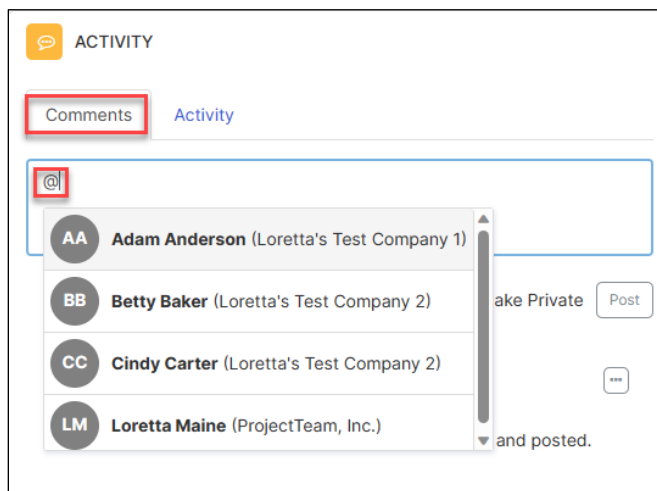 ACTIVITY
Comments Activity
@
AA Adam Anderson (Loretta's Test Company 1)
BB Betty Baker (Loretta's Test Company 2)
ake Private Post
CC Cindy Carter (Loretta's Test Company 2)
LM Loretta Maine (ProjectTeam, Inc.)
and posted.